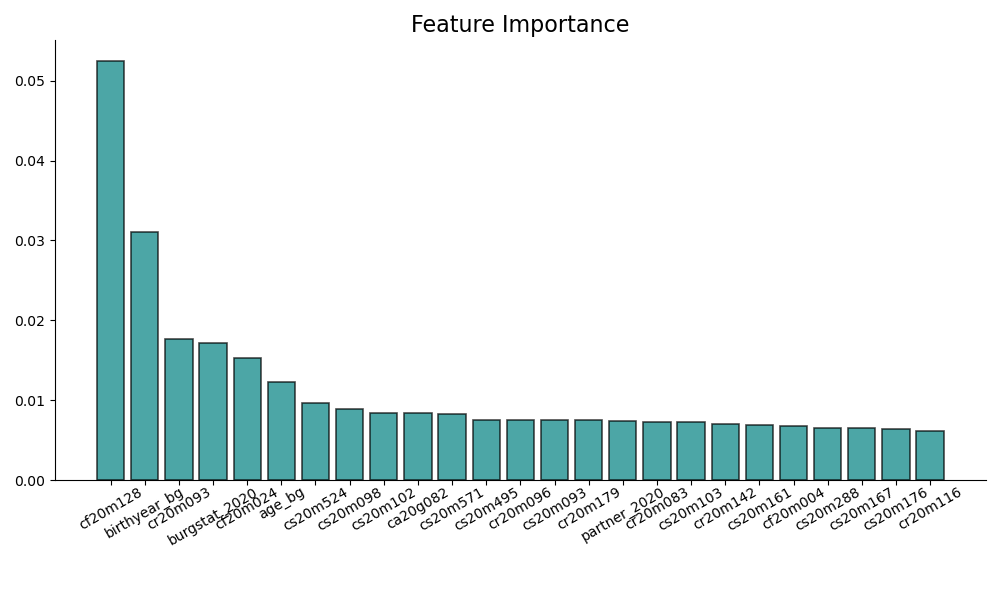 Feature Importance
0.05
0.04
0.03
0.02
0.01
0.00
cf20m128
birthyear_bg
cr20m093
burgstat_2020
cf20m024
age_bg
cs20m524
cs20m098
cs20m102
ca20g082
cs20m571
cs20m495
cr20m096
cs20m093
cr20m179
partner_2020
cr20m083
cs20m103
cr20m142
cs20m161
cf20m004
cs20m288
cs20m167
cs20m176
cr20m116